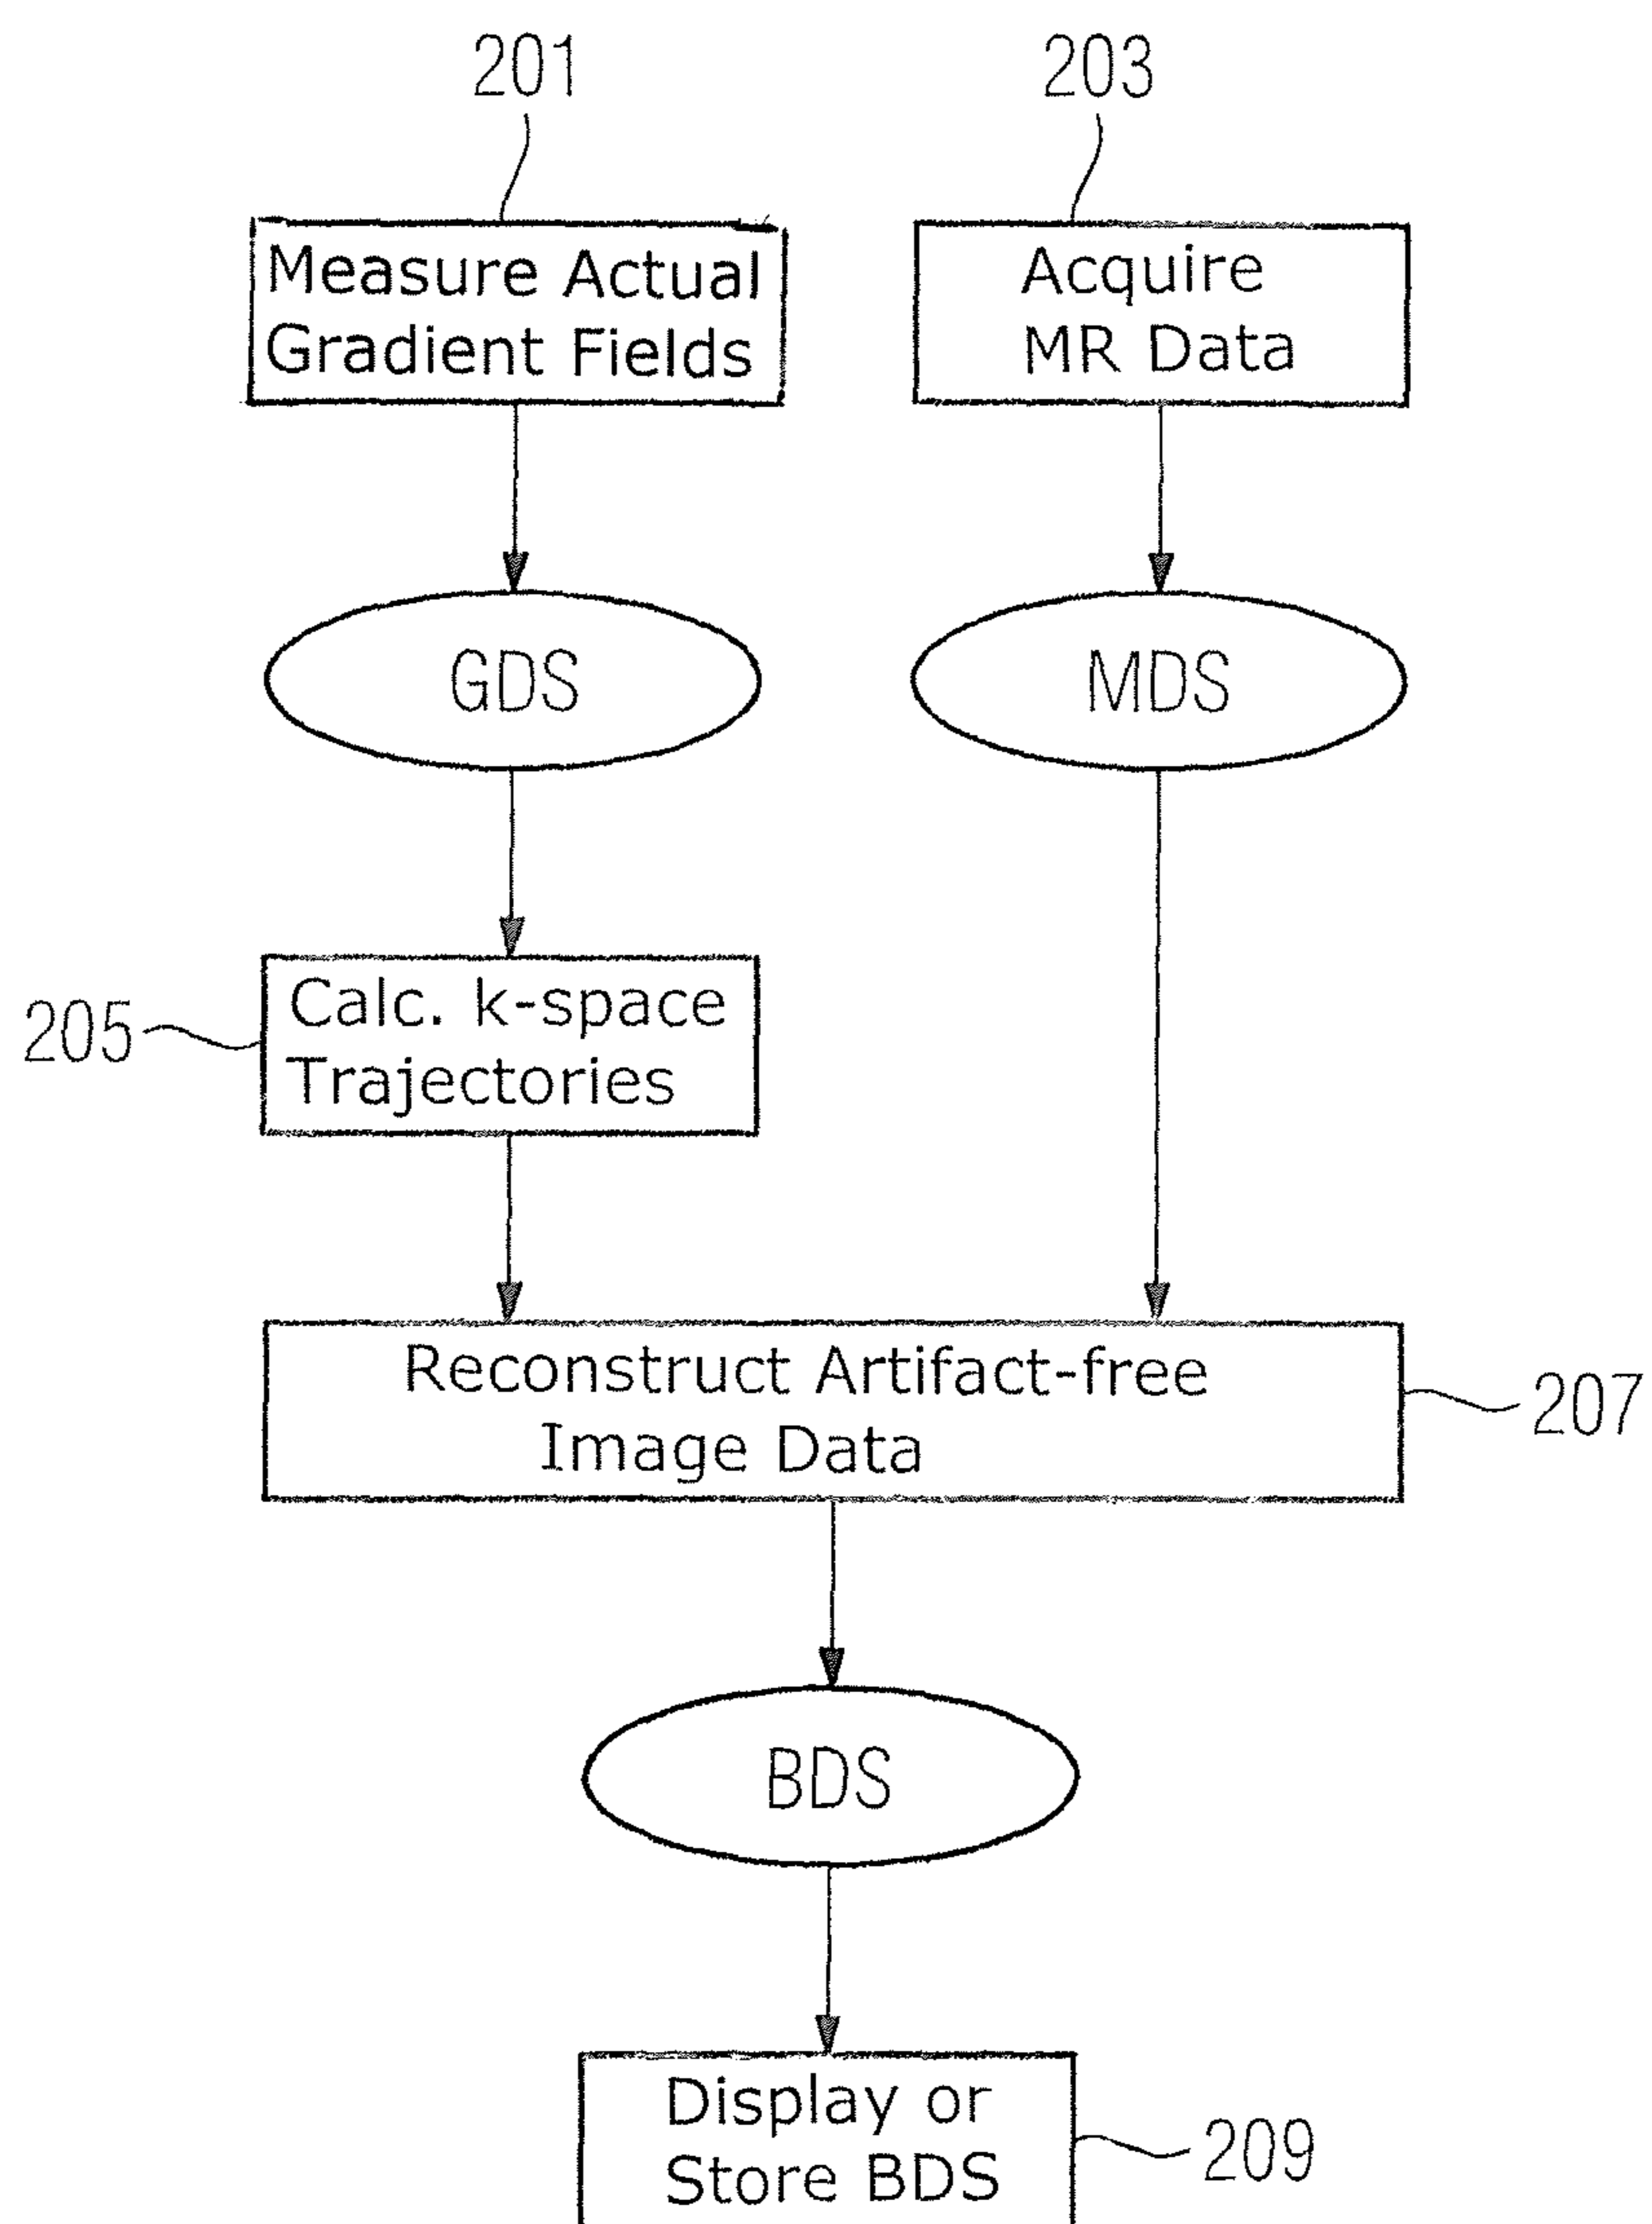 201
203
Measure Actual
Gradient Fields
Acquire
MR Data
GDS
MDS
205
Calc. k-space
Trajectories
Reconstruct Artifact-free
Image Data
207
BDS
Display or
Store BDS
209